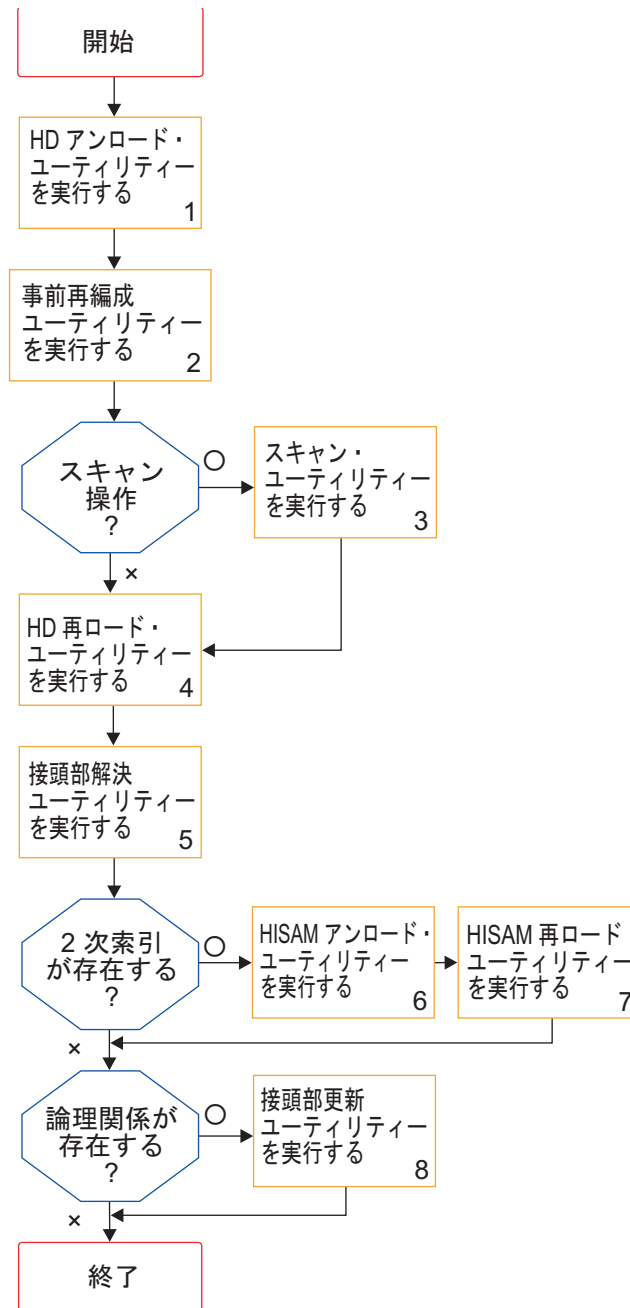 開始
HD アンロード・
ユーティリティー
を実行する
1
事前再編成
ユーティリティー
を実行する
2
スキャン
操作
?
○
スキャン・
ユーティリティー
を実行する
3
×
HD 再ロード・
ユーティリティー
を実行する
4
接頭部解決
ユーティリティー
を実行する
5
2 次索引
が存在する
?
○
HISAM アンロード・
ユーティリティー
を実行する
6
HISAM 再ロード
ユーティリティー
を実行する
7
×
論理関係が
存在する
?
○
接頭部更新
ユーティリティー
を実行する
8
×
終了